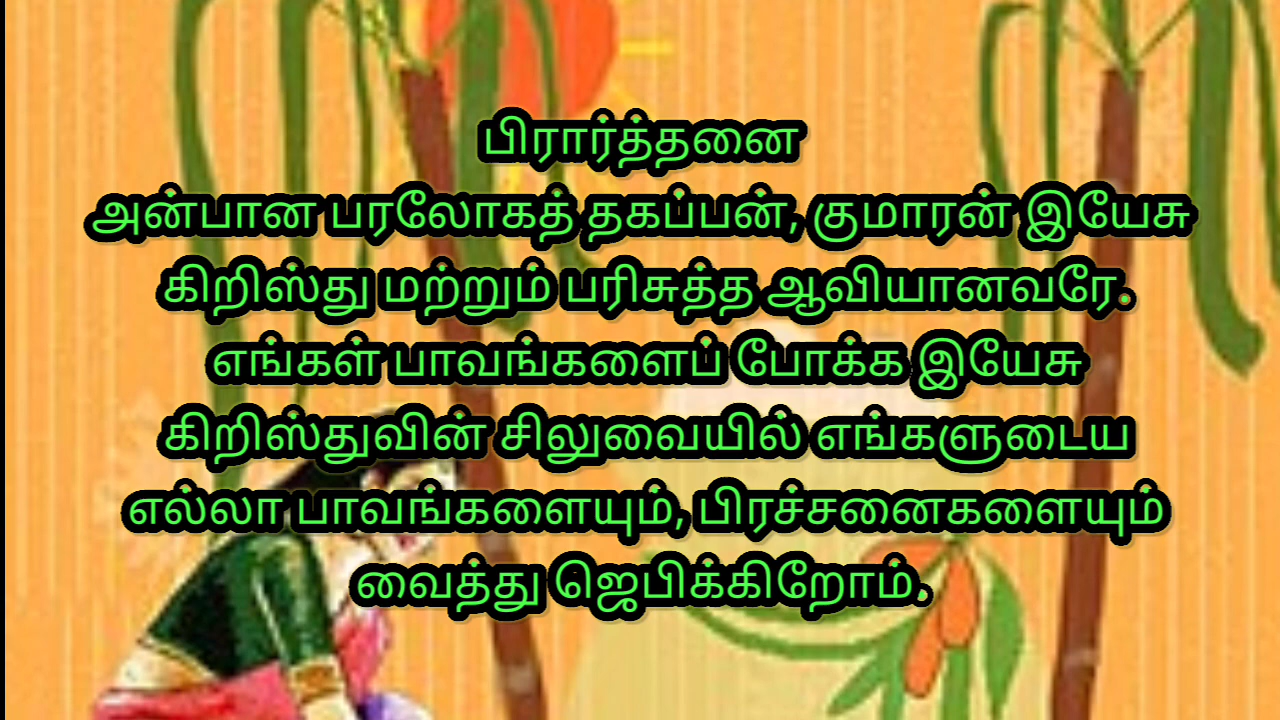 பிரார்த்தனை
அன்பான பரலோகத் தகப்பன், குமாரன் இயேசு
கிறிஸ்து மற்றும் பரிசுத்த ஆவியானவரே.
எங்கள் பாவங்களைப் போக்க இயேசு
கிறிஸ்துவின் சிலுவையில் எங்களுடைய
எல்லா பாவங்களையும், பிரச்சனைகளையும்
வைத்து ஜெபிக்கிறோம்.